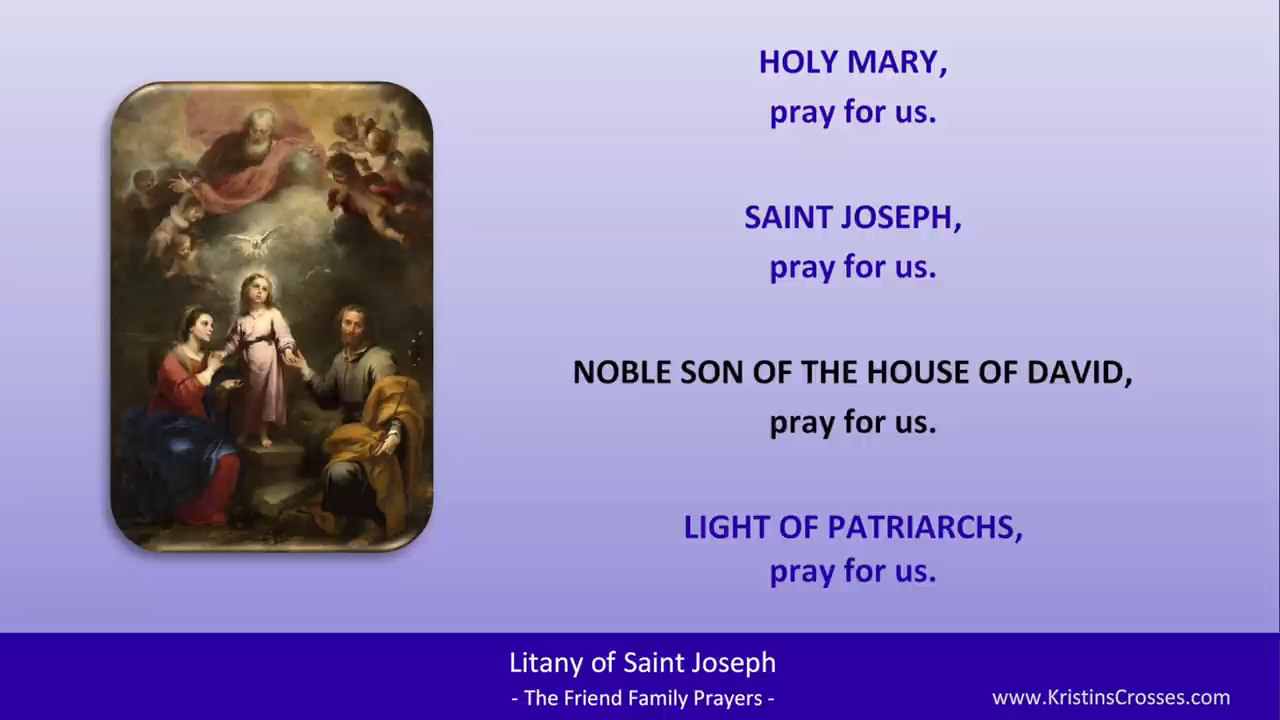 HOLY MARY,
pray for us.
SAINT JOSEPH,
pray for us.
NOBLE SON OF THE HOUSE OF DAVID,
pray for us.
LIGHT OF PATRIARCHS,
pray for us.
Litany of Saint Joseph
- The Friend Family Prayers -
www.KristinsCrosses.com